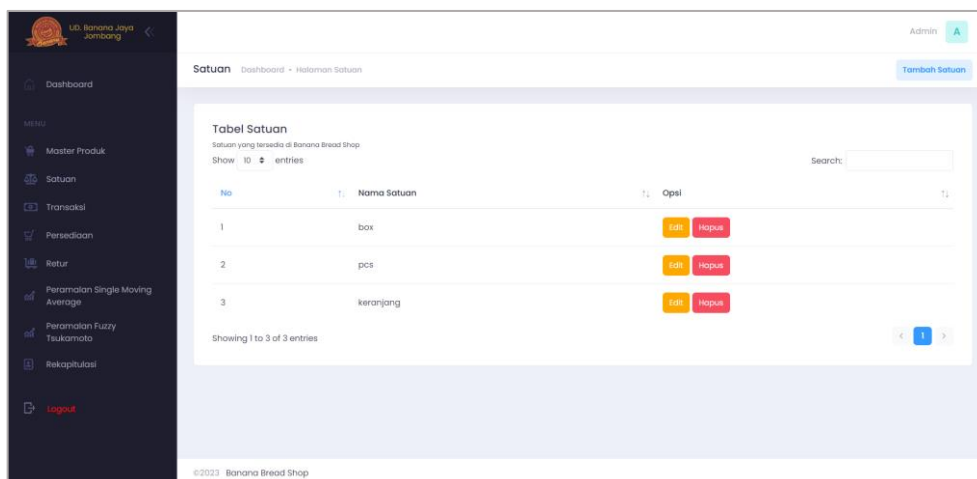 UD. Banana Jaya
Jombang
Admin
A
Satuan Dashboard • Halaman Satuan
Tambah Satuan
Dashboard
MENU
Master Produk
Satuan
Transaksi
Persediaan
Retur
Peramalan Single Moving
Average
Peramalan Fuzzy
Tsukamoto
Rekapitulasi
Logout
Tabel Satuan
Satuan yang tersedia di Banana Bread Shop
Show 10 entries
Search:
No Nama Satuan Opsi
1 box Edit Hapus
2 pcs Edit Hapus
3 keranjang Edit Hapus
Showing 1 to 3 of 3 entries
< 1 >
©2023 Banana Bread Shop